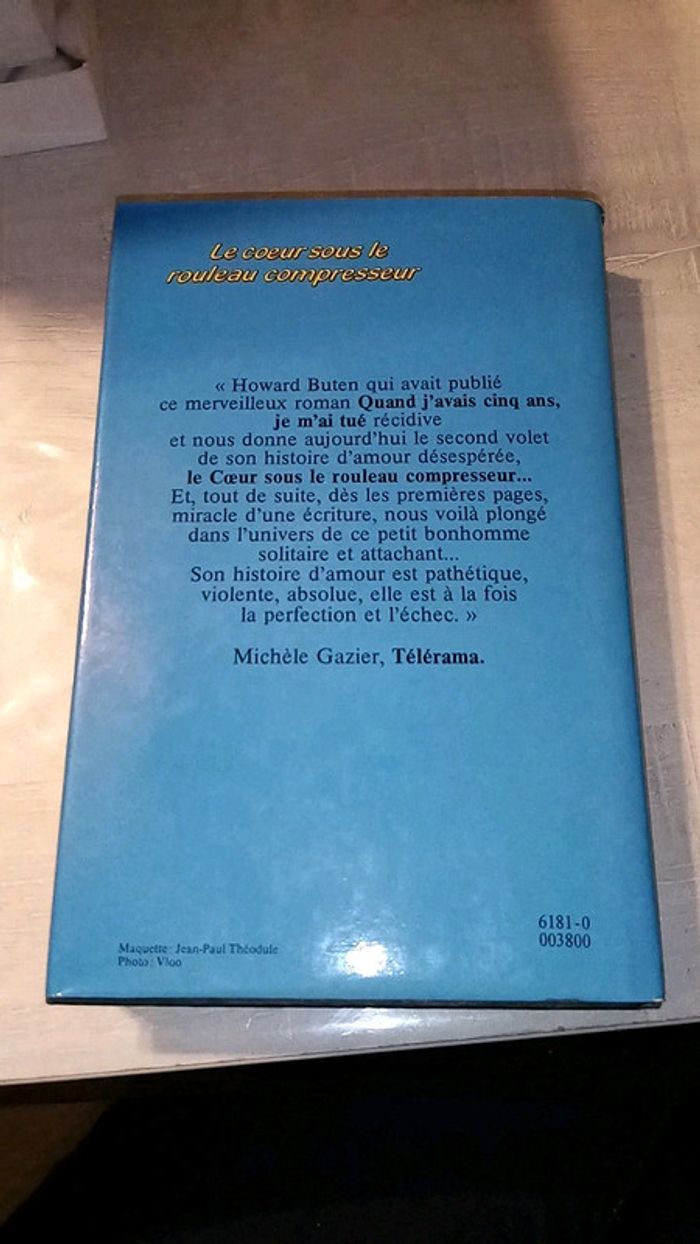 Le coeur sous le
rouleau compresseur
« Howard Buten qui avait publié
ce merveilleux roman Quand j'avais cinq ans,
je m'ai tué récidive
et nous donne aujourd'hui le second volet
de son histoire d'amour désespérée,
le Cœur sous le rouleau compresseur...
Et, tout de suite, dès les premières pages,
miracle d'une écriture, nous voilà plongé
dans l'univers de ce petit bonhomme
solitaire et attachant...
Son histoire d'amour est pathétique,
violente, absolue, elle est à la fois
la perfection et l'échec. »
Michèle Gazier, Télérama.
6181-0
003800
Maquette : Jean-Paul Théodule
Photo : Vloo